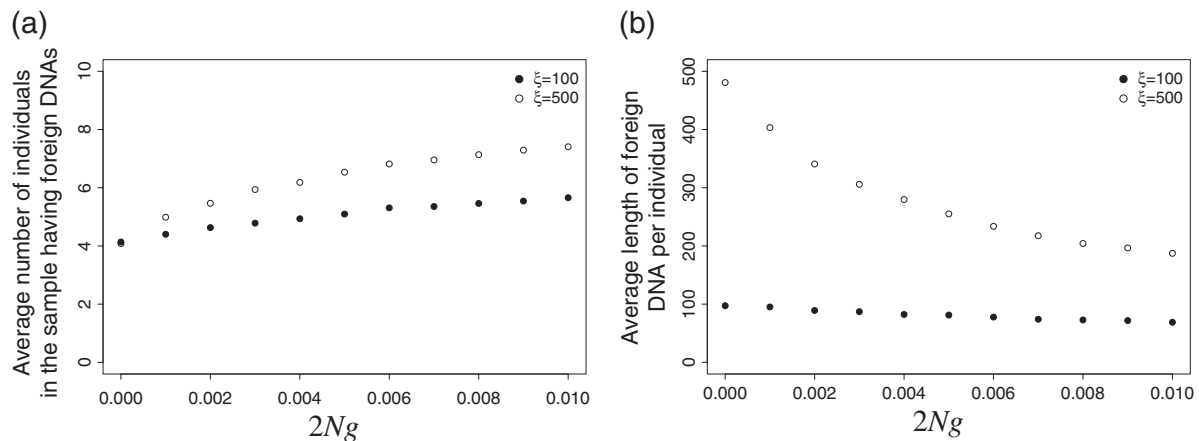 (a)
Average number of individuals
in the sample having foreign DNAs
10
8
6
4
2
0
ξ=100
ξ=500
0.000 0.002 0.004 0.006 0.008 0.010
2Ng
(b)
Average length of foreign
DNA per individual
500
400
300
200
100
0
ξ=100
ξ=500
0.000 0.002 0.004 0.006 0.008 0.010
2Ng